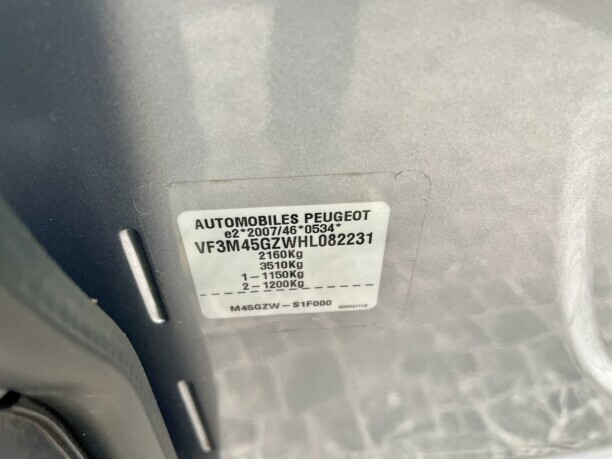 AUTOMOBILES PEUGEOT
e2*2007/46*0534*
VF3M45GZWHL082231
2160Kg
3510Kg
1-1150Kg
2-1200Kg
M45GZW-S1F000